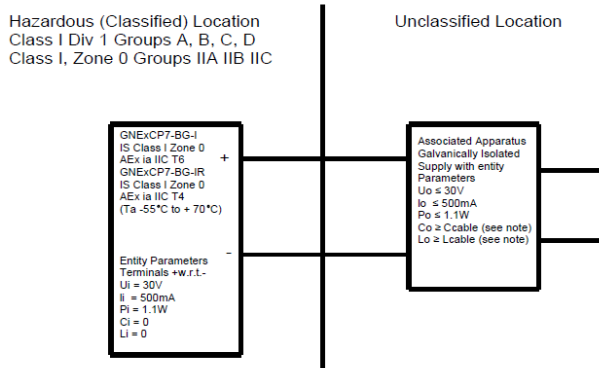 Hazardous (Classified) Location
Class I Div 1 Groups A, B, C, D
Class I, Zone 0 Groups IIA IIB IIC
Unclassified Location
GNExCP7-BG-I
IS Class I Zone 0
AEx ia IIC T6
GNExCP7-BG-IR
IS Class I Zone 0
AEx ia IIC T4
(Ta -55°C to + 70°C)
+
-
Entity Parameters
Terminals +w.r.t.-
Ui = 30V
Ii = 500mA
Pi = 1.1W
Ci = 0
Li = 0
Associated Apparatus
Galvanically Isolated
Supply with entity
Parameters
Uo ≤ 30V
Io ≤ 500mA
Po ≤ 1.1W
Co ≥ Ccable (see note)
Lo ≥ Lcable (see note)